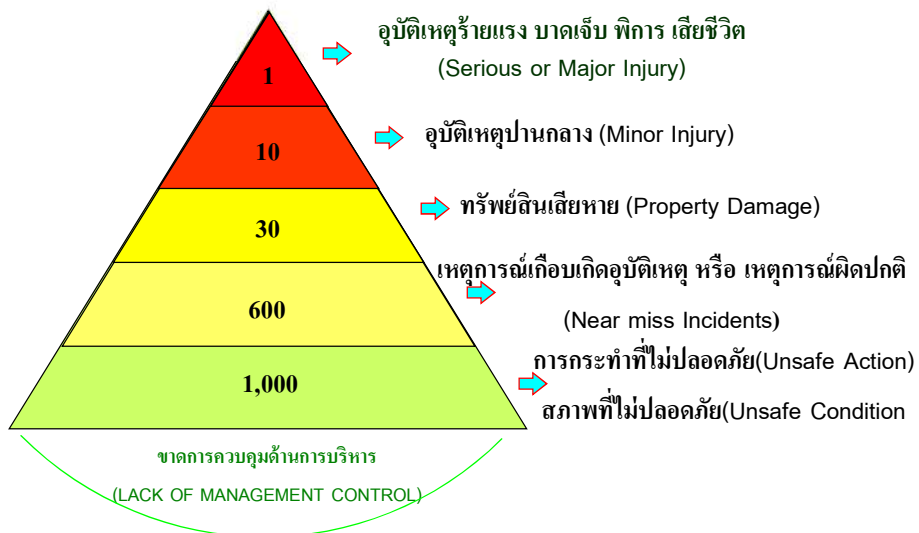 อุบัติเหตุร้ายแรง บาดเจ็บ พิการ เสียชีวิต
(Serious or Major Injury)
1
อุบัติเหตุปานกลาง (Minor Injury)
10
ทรัพย์สินเสียหาย (Property Damage)
30
เหตุการณ์เกือบเกิดอุบัติเหตุ หรือ เหตุการณ์ผิดปกติ
600
(Near miss Incidents)
การกระทำที่ไม่ปลอดภัย(Unsafe Action)
1,000
สภาพที่ไม่ปลอดภัย(Unsafe Condition
ขาดการควบคุมด้านการบริหาร
(LACK OF MANAGEMENT CONTROL)